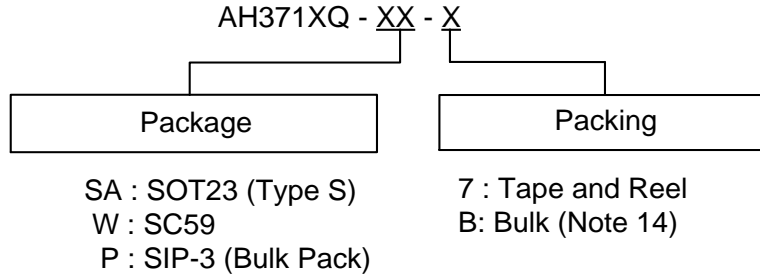 AH371XQ - XX - X
Package
Packing
SA : SOT23 (Type S)
W : SC59
P : SIP-3 (Bulk Pack)
7 : Tape and Reel
B: Bulk (Note 14)